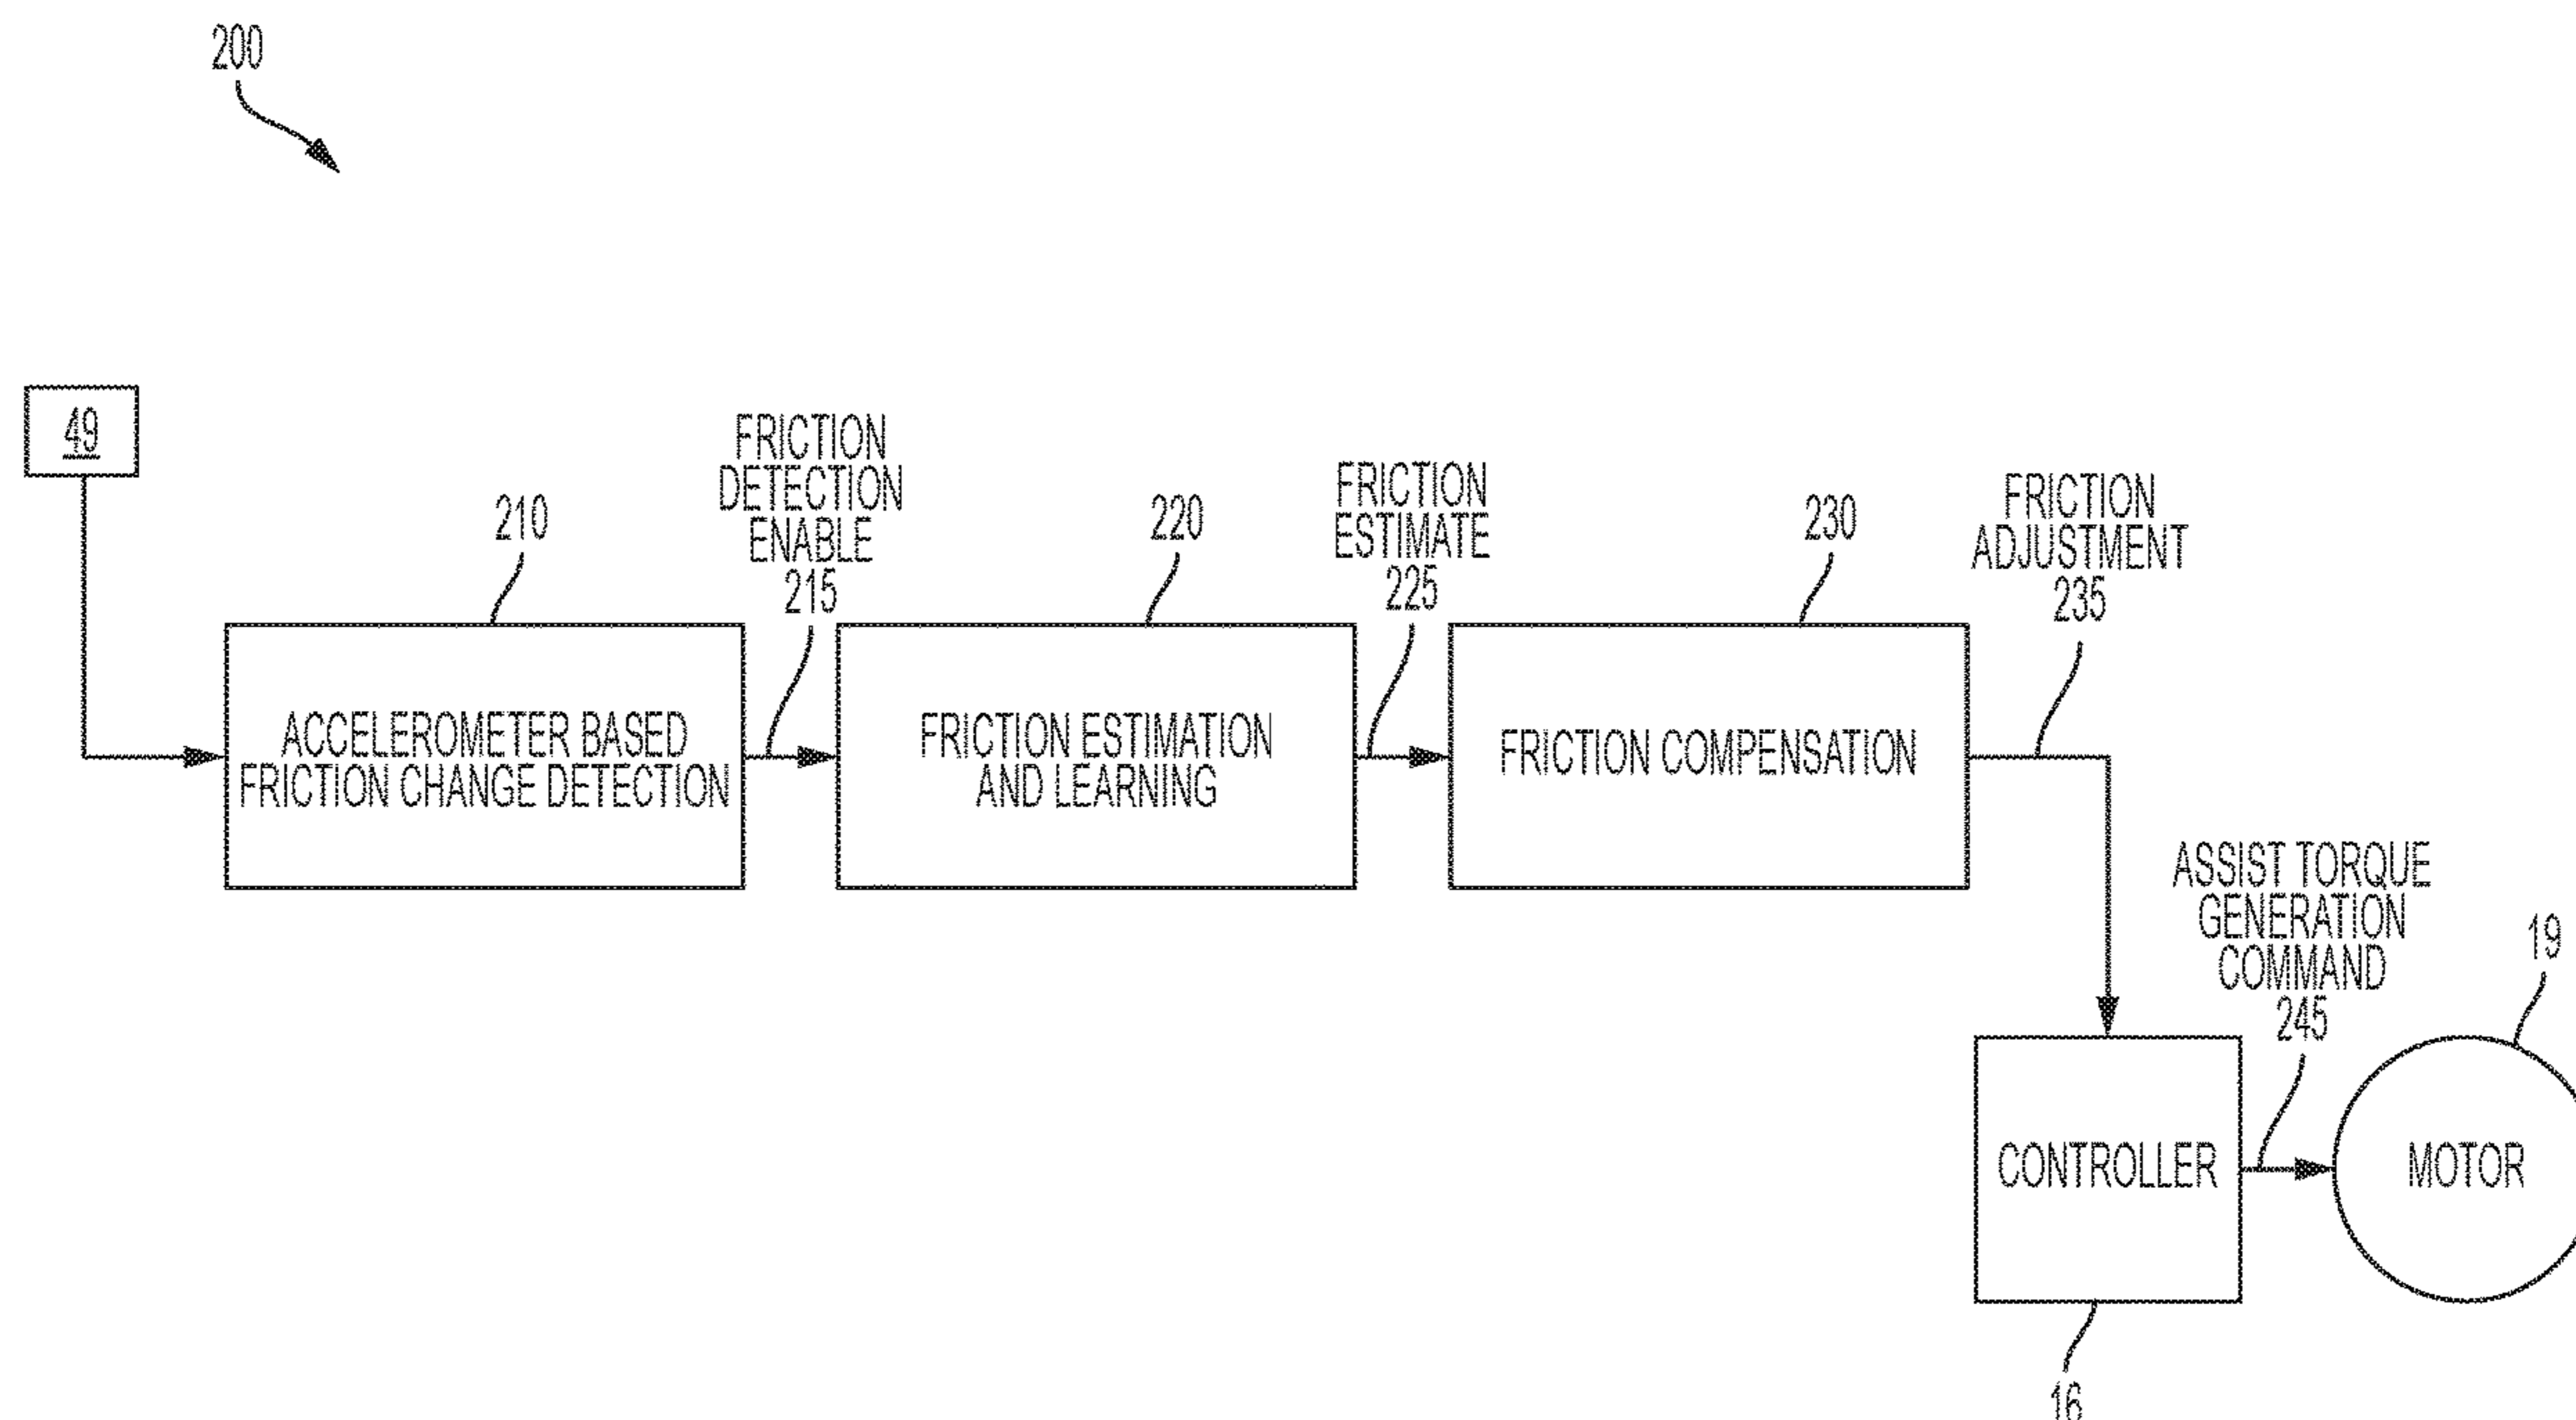 200
49
210
FRICTION
DETECTION
ENABLE
215
220
FRICTION
ESTIMATE
225
230
FRICTION
ADJUSTMENT
235
ACCELEROMETER BASED
FRICTION CHANGE DETECTION
FRICTION ESTIMATION
AND LEARNING
FRICTION COMPENSATION
ASSIST TORQUE
GENERATION
COMMAND
245
19
CONTROLLER
MOTOR
16